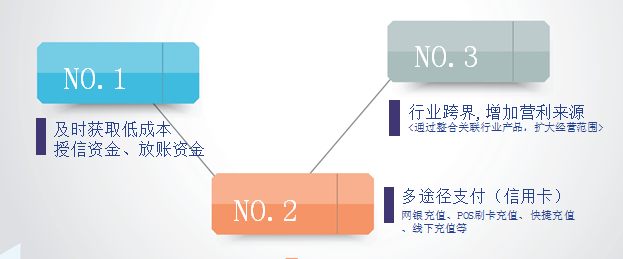 NO.1
及时获取低成本
授信资金、放账资金
NO.2
多途径支付（信用卡）
网银充值、POS刷卡充值、快捷充值
、线下充值等
NO.3
行业跨界,增加营利来源
<通过整合关联行业产品，扩大经营范围>